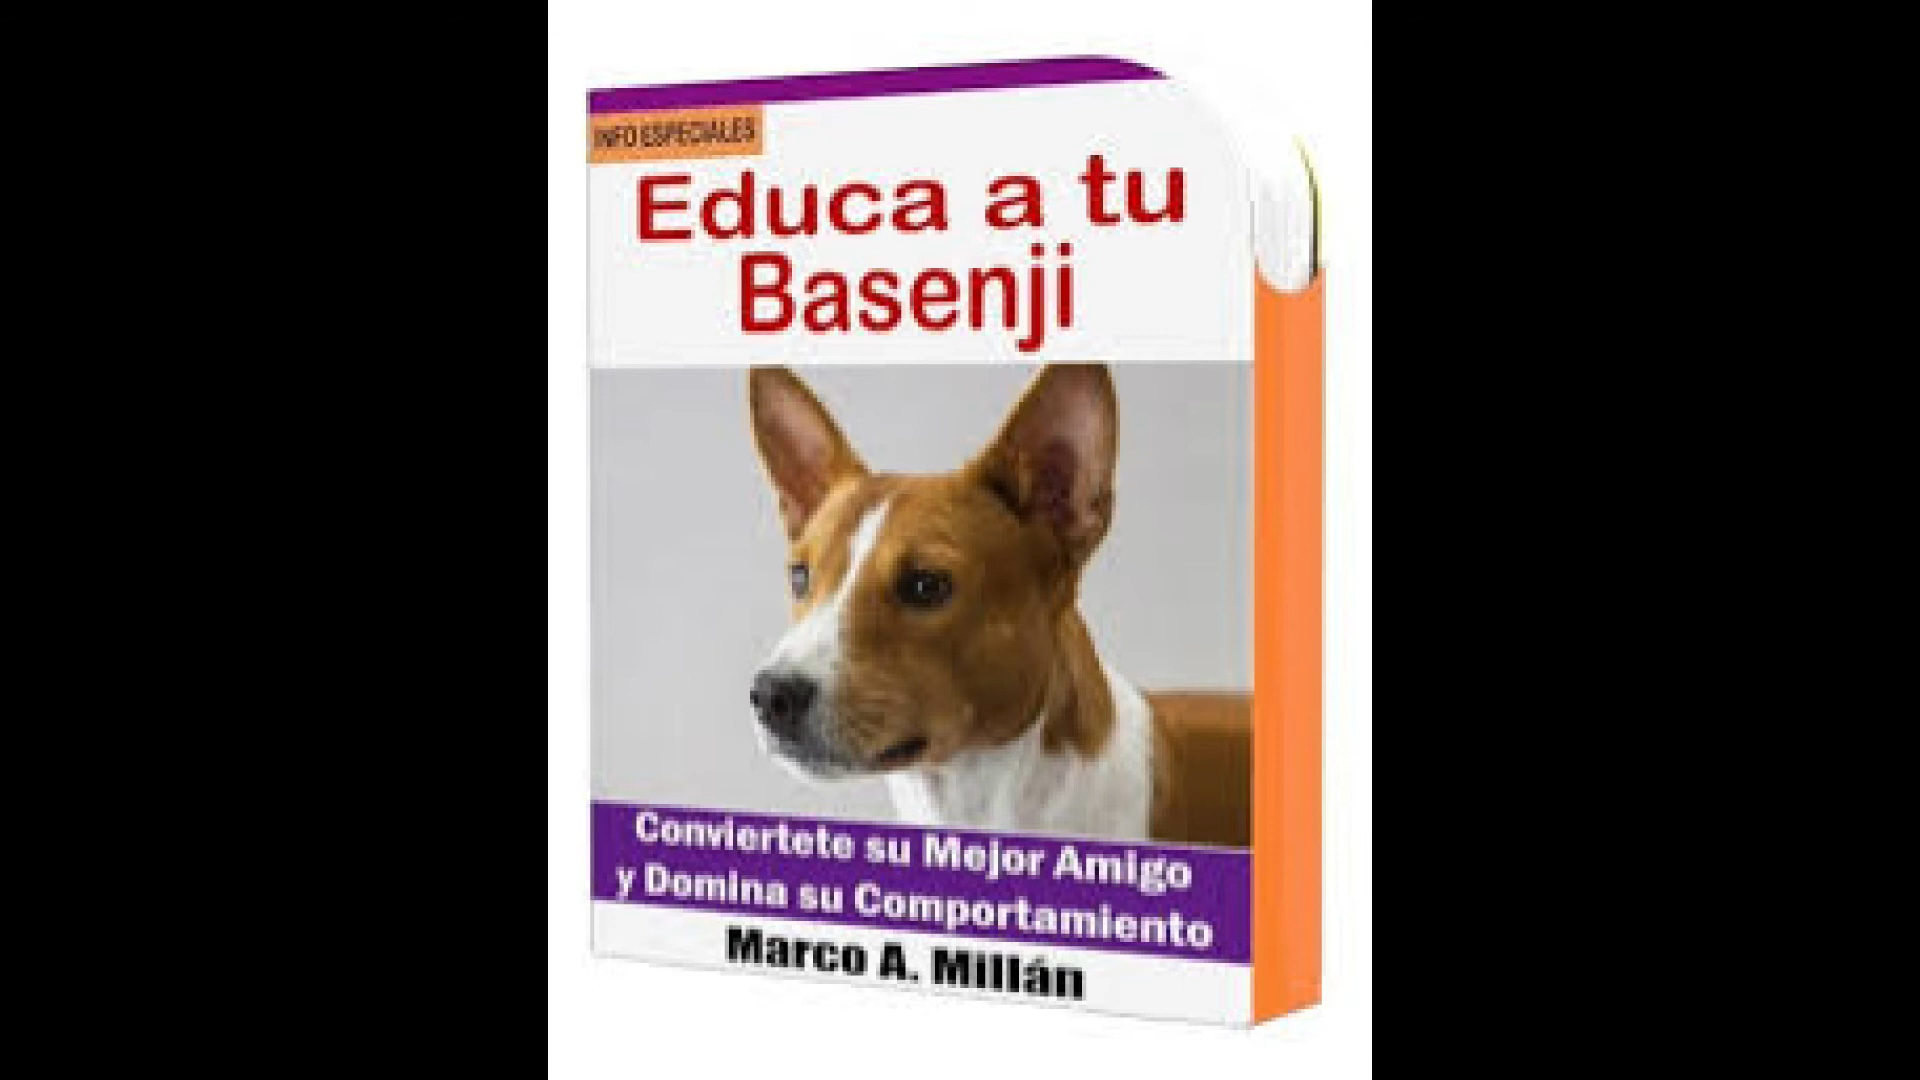 INFO ESPECIALES
Educa a tu
Basenji
Conviertete su Mejor Amigo
y Domina su Comportamiento
Marco A. Millán